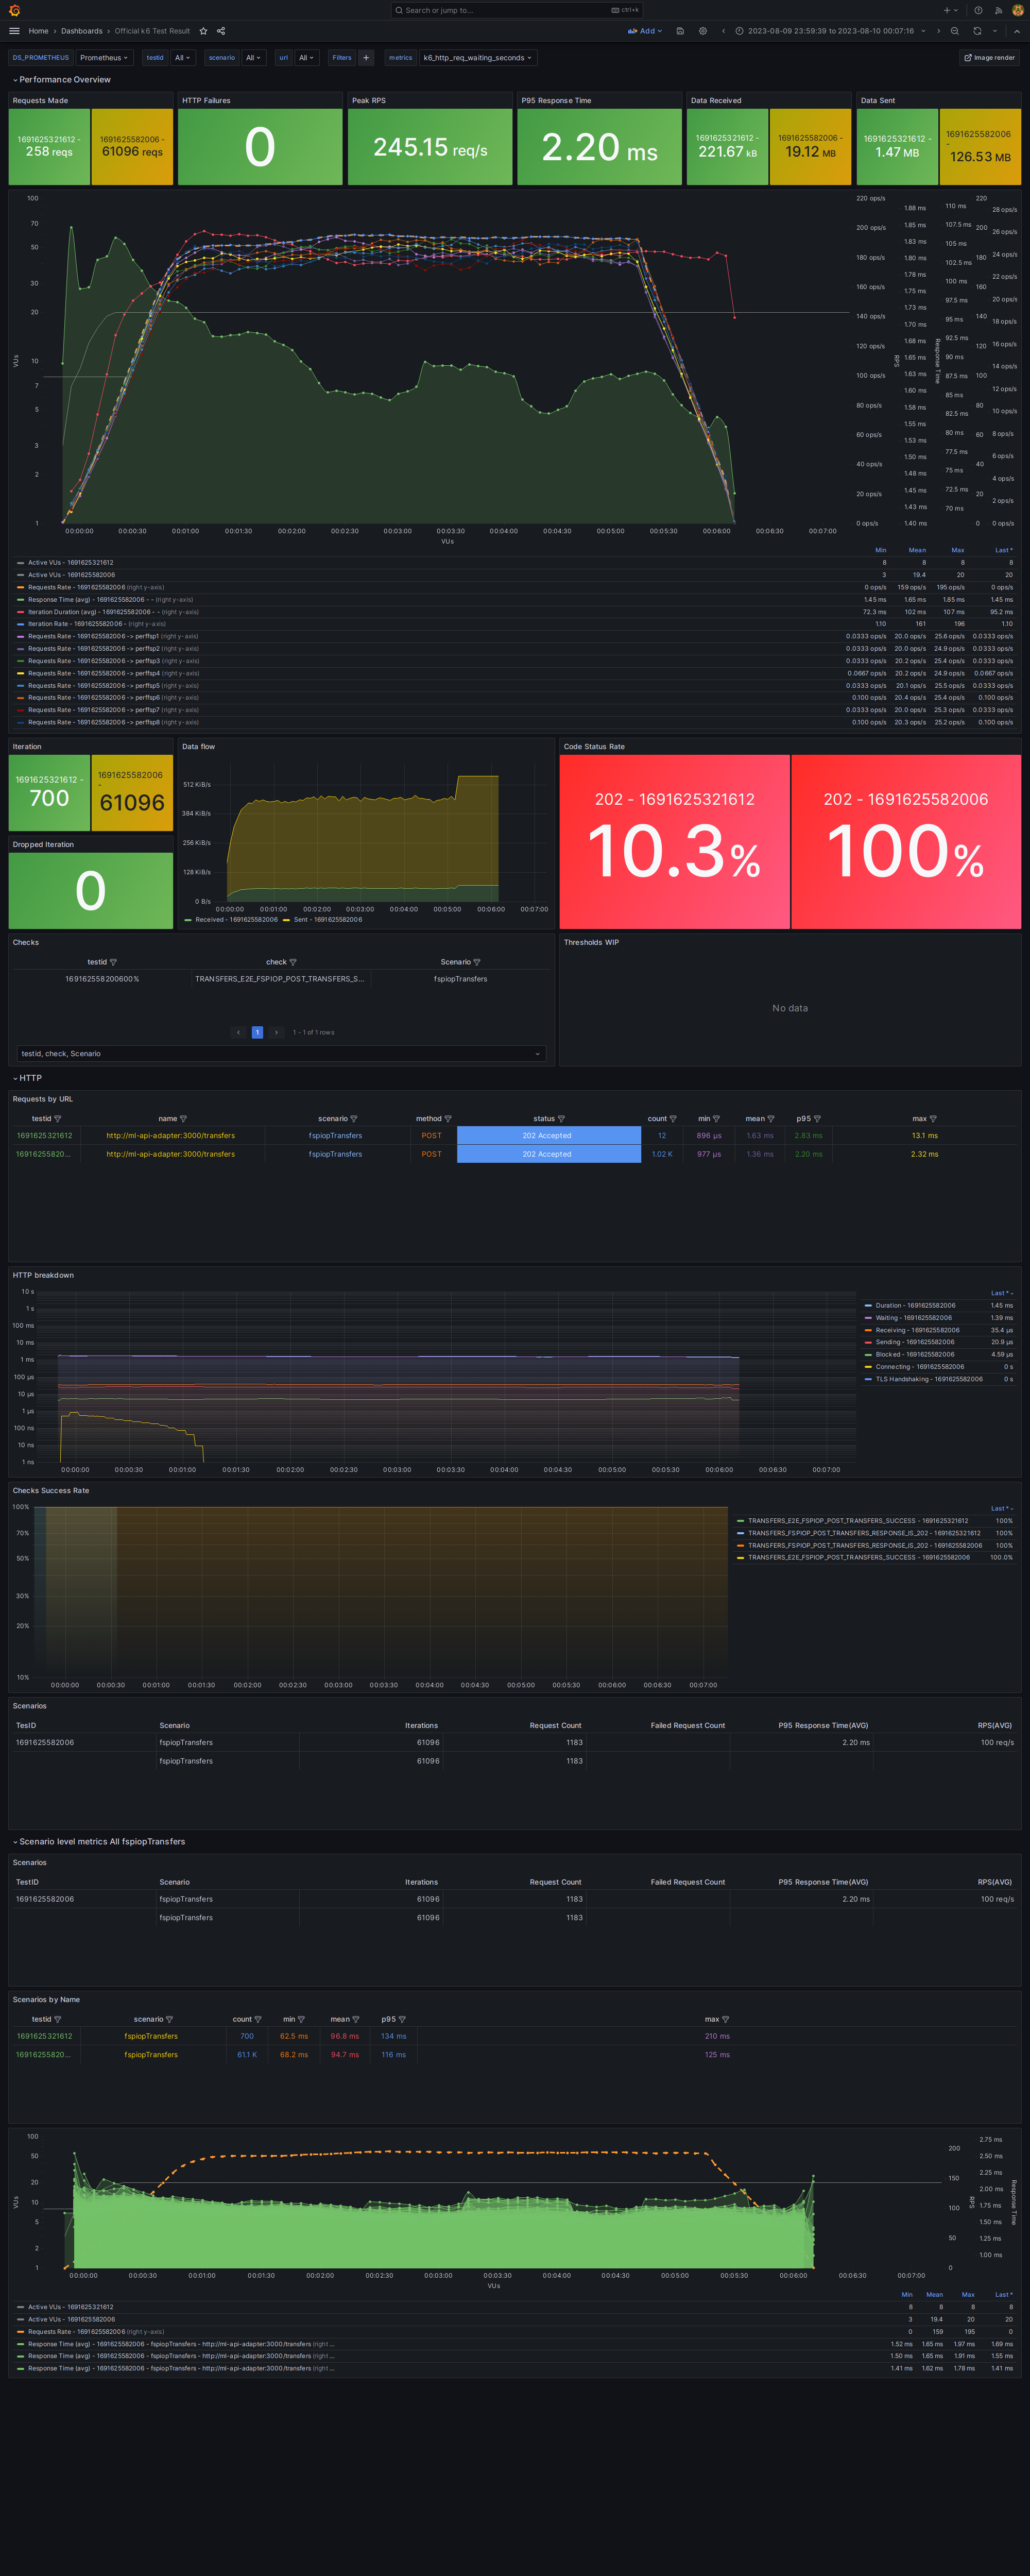 Search or jump to... ctrl+k
Home › Dashboards › Official k6 Test Result Add 2023-08-09 23:59:39 to 2023-08-10 00:07:16
DS_PROMETHEUS Prometheus testid All scenario All url All Filters + metrics k6_http_req_waiting_seconds Image render
Performance Overview
Requests Made HTTP Failures Peak RPS P95 Response Time Data Received Data Sent
1691625321612 - 258 reqs
1691625582006 - 61096 reqs
0
245.15 req/s
2.20 ms
1691625321612 - 221.67 kB
1691625582006 - 19.12 MB
1691625321612 - 1.47 MB
1691625582006 - 126.53 MB
100 70 50 30 20 10 7 5 3 2 1
VUs
00:00:00 00:00:30 00:01:00 00:01:30 00:02:00 00:02:30 00:03:00 00:03:30 00:04:00 00:04:30 00:05:00 00:05:30 00:06:00 00:06:30 00:07:00
VUs
220 ops/s 200 ops/s 180 ops/s 160 ops/s 140 ops/s 120 ops/s 100 ops/s 80 ops/s 60 ops/s 40 ops/s 20 ops/s 0 ops/s
RPS
1.88 ms 1.85 ms 1.83 ms 1.80 ms 1.78 ms 1.75 ms 1.73 ms 1.70 ms 1.68 ms 1.65 ms 1.63 ms 1.60 ms 1.58 ms 1.55 ms 1.53 ms 1.50 ms 1.48 ms 1.45 ms 1.43 ms 1.40 ms
Response Time
110 ms 107.5 ms 105 ms 102.5 ms 100 ms 97.5 ms 95 ms 92.5 ms 90 ms 87.5 ms 85 ms 82.5 ms 80 ms 77.5 ms 75 ms 72.5 ms 70 ms
220 200 180 160 140 120 100 80 60 40 20 0
28 ops/s 26 ops/s 24 ops/s 22 ops/s 20 ops/s 18 ops/s 16 ops/s 14 ops/s 12 ops/s 10 ops/s 8 ops/s 6 ops/s 4 ops/s 2 ops/s 0 ops/s
Min Mean Max Last *
Active VUs - 1691625321612 8 8 8 8
Active VUs - 1691625582006 3 19.4 20 20
Requests Rate - 1691625582006 (right y-axis) 0 ops/s 159 ops/s 195 ops/s 0 ops/s
Response Time (avg) - 1691625582006 - - (right y-axis) 1.45 ms 1.65 ms 1.85 ms 1.45 ms
Iteration Duration (avg) - 1691625582006 - - (right y-axis) 72.3 ms 102 ms 107 ms 95.2 ms
Iteration Rate - 1691625582006 - (right y-axis) 1.10 161 196 1.10
Requests Rate - 1691625582006 -> perffsp1 (right y-axis) 0.0333 ops/s 20.0 ops/s 25.6 ops/s 0.0333 ops/s
Requests Rate - 1691625582006 -> perffsp2 (right y-axis) 0.0333 ops/s 20.0 ops/s 24.9 ops/s 0.0333 ops/s
Requests Rate - 1691625582006 -> perffsp3 (right y-axis) 0.0333 ops/s 20.2 ops/s 25.4 ops/s 0.0333 ops/s
Requests Rate - 1691625582006 -> perffsp4 (right y-axis) 0.0667 ops/s 20.2 ops/s 24.9 ops/s 0.0667 ops/s
Requests Rate - 1691625582006 -> perffsp5 (right y-axis) 0.0333 ops/s 20.1 ops/s 25.5 ops/s 0.0333 ops/s
Requests Rate - 1691625582006 -> perffsp6 (right y-axis) 0.100 ops/s 20.4 ops/s 25.4 ops/s 0.100 ops/s
Requests Rate - 1691625582006 -> perffsp7 (right y-axis) 0.0333 ops/s 20.0 ops/s 25.3 ops/s 0.0333 ops/s
Requests Rate - 1691625582006 -> perffsp8 (right y-axis) 0.100 ops/s 20.3 ops/s 25.2 ops/s 0.100 ops/s
Iteration
1691625321612 - 700
1691625582006 - 61096
Dropped Iteration
0
Data flow
512 KiB/s 384 KiB/s 256 KiB/s 128 KiB/s 0 B/s
00:00:00 00:01:00 00:02:00 00:03:00 00:04:00 00:05:00 00:06:00 00:07:00
Received - 1691625582006 Sent - 1691625582006
Code Status Rate
202 - 1691625321612 10.3%
202 - 1691625582006 100%
Checks
testid check Scenario
169162558200600% TRANSFERS_E2E_FSPIOP_POST_TRANSFERS_S... fspiopTransfers
‹ 1 › 1 - 1 of 1 rows
testid, check, Scenario
Thresholds WIP
No data
HTTP
Requests by URL
testid name scenario method status count min mean p95 max
1691625321612 http://ml-api-adapter:3000/transfers fspiopTransfers POST 202 Accepted 12 896 µs 1.63 ms 2.83 ms 13.1 ms
16916255820... http://ml-api-adapter:3000/transfers fspiopTransfers POST 202 Accepted 1.02 K 977 µs 1.36 ms 2.20 ms 2.32 ms
HTTP breakdown
10 s 1 s 100 ms 10 ms 1 ms 100 µs 10 µs 1 µs 100 ns 10 ns 1 ns
00:00:00 00:00:30 00:01:00 00:01:30 00:02:00 00:02:30 00:03:00 00:03:30 00:04:00 00:04:30 00:05:00 00:05:30 00:06:00 00:06:30 00:07:00
Last *
Duration - 1691625582006 1.45 ms
Waiting - 1691625582006 1.39 ms
Receiving - 1691625582006 35.4 µs
Sending - 1691625582006 20.9 µs
Blocked - 1691625582006 4.59 µs
Connecting - 1691625582006 0 s
TLS Handshaking - 1691625582006 0 s
Checks Success Rate
100% 70% 50% 30% 20% 10%
00:00:00 00:00:30 00:01:00 00:01:30 00:02:00 00:02:30 00:03:00 00:03:30 00:04:00 00:04:30 00:05:00 00:05:30 00:06:00 00:06:30 00:07:00
Last *
TRANSFERS_E2E_FSPIOP_POST_TRANSFERS_SUCCESS - 1691625321612 100%
TRANSFERS_FSPIOP_POST_TRANSFERS_RESPONSE_IS_202 - 1691625321612 100%
TRANSFERS_FSPIOP_POST_TRANSFERS_RESPONSE_IS_202 - 1691625582006 100%
TRANSFERS_E2E_FSPIOP_POST_TRANSFERS_SUCCESS - 1691625582006 100.0%
Scenarios
TesID Scenario Iterations Request Count Failed Request Count P95 Response Time(AVG) RPS(AVG)
1691625582006 fspiopTransfers 61096 1183 2.20 ms 100 req/s
fspiopTransfers 61096 1183
Scenario level metrics All fspiopTransfers
Scenarios
TestID Scenario Iterations Request Count Failed Request Count P95 Response Time(AVG) RPS(AVG)
1691625582006 fspiopTransfers 61096 1183 2.20 ms 100 req/s
fspiopTransfers 61096 1183
Scenarios by Name
testid scenario count min mean p95 max
1691625321612 fspiopTransfers 700 62.5 ms 96.8 ms 134 ms 210 ms
16916255820... fspiopTransfers 61.1 K 68.2 ms 94.7 ms 116 ms 125 ms
100 50 20 10 5 2 1
VUs
00:00:00 00:00:30 00:01:00 00:01:30 00:02:00 00:02:30 00:03:00 00:03:30 00:04:00 00:04:30 00:05:00 00:05:30 00:06:00 00:06:30 00:07:00
VUs
200 150 100 50 0
RPS
2.75 ms 2.50 ms 2.25 ms 2.00 ms 1.75 ms 1.50 ms 1.25 ms 1.00 ms
Response Time
Min Mean Max Last *
Active VUs - 1691625321612 8 8 8 8
Active VUs - 1691625582006 3 19.4 20 20
Requests Rate - 1691625582006 (right y-axis) 0 159 195 0
Response Time (avg) - 1691625582006 - fspiopTransfers - http://ml-api-adapter:3000/transfers (right ... 1.52 ms 1.65 ms 1.97 ms 1.69 ms
Response Time (avg) - 1691625582006 - fspiopTransfers - http://ml-api-adapter:3000/transfers (right ... 1.50 ms 1.65 ms 1.91 ms 1.55 ms
Response Time (avg) - 1691625582006 - fspiopTransfers - http://ml-api-adapter:3000/transfers (right ... 1.41 ms 1.62 ms 1.78 ms 1.41 ms